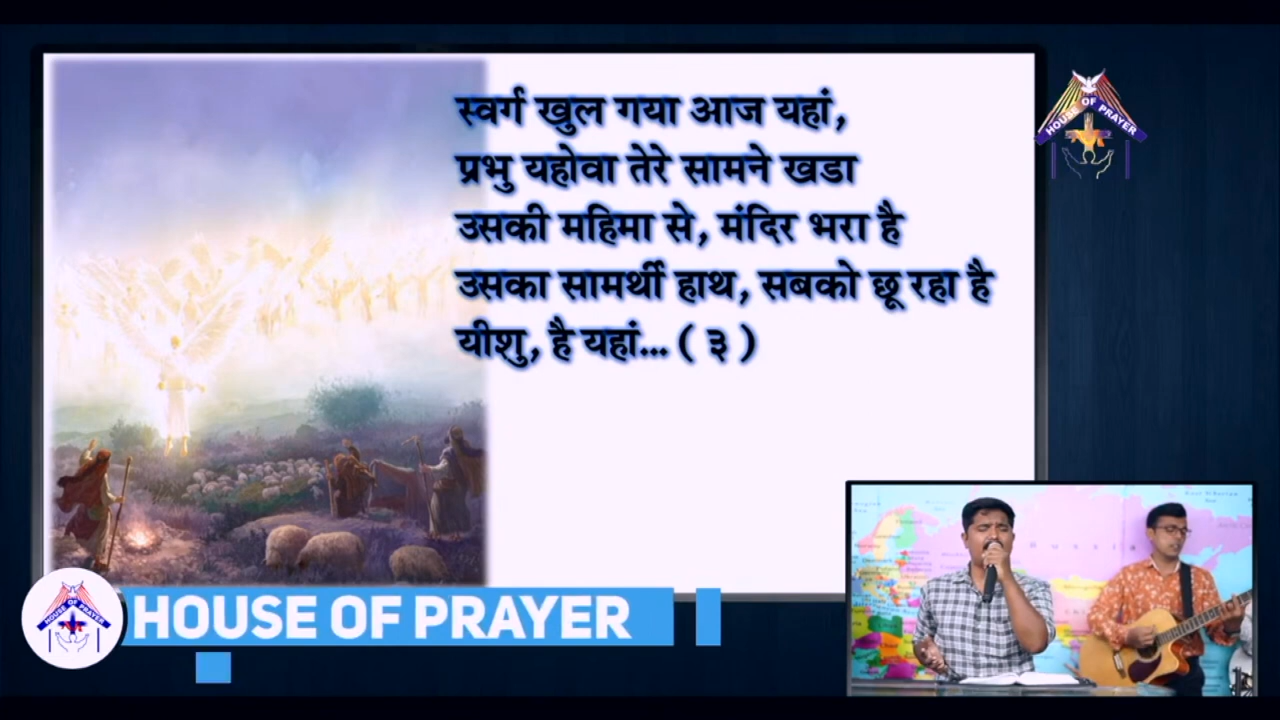 स्वर्ग खुल गया आज यहां,
प्रभु यहोवा तेरे सामने खडा
उसकी महिमा से, मंदिर भरा है
उसका सामर्थी हाथ, सबको छू रहा है
यीशु, है यहां... ( ३ )
HOUSE OF PRAYER
HOUSE OF PRAYER
HOUSE OF PRAYER
Russia